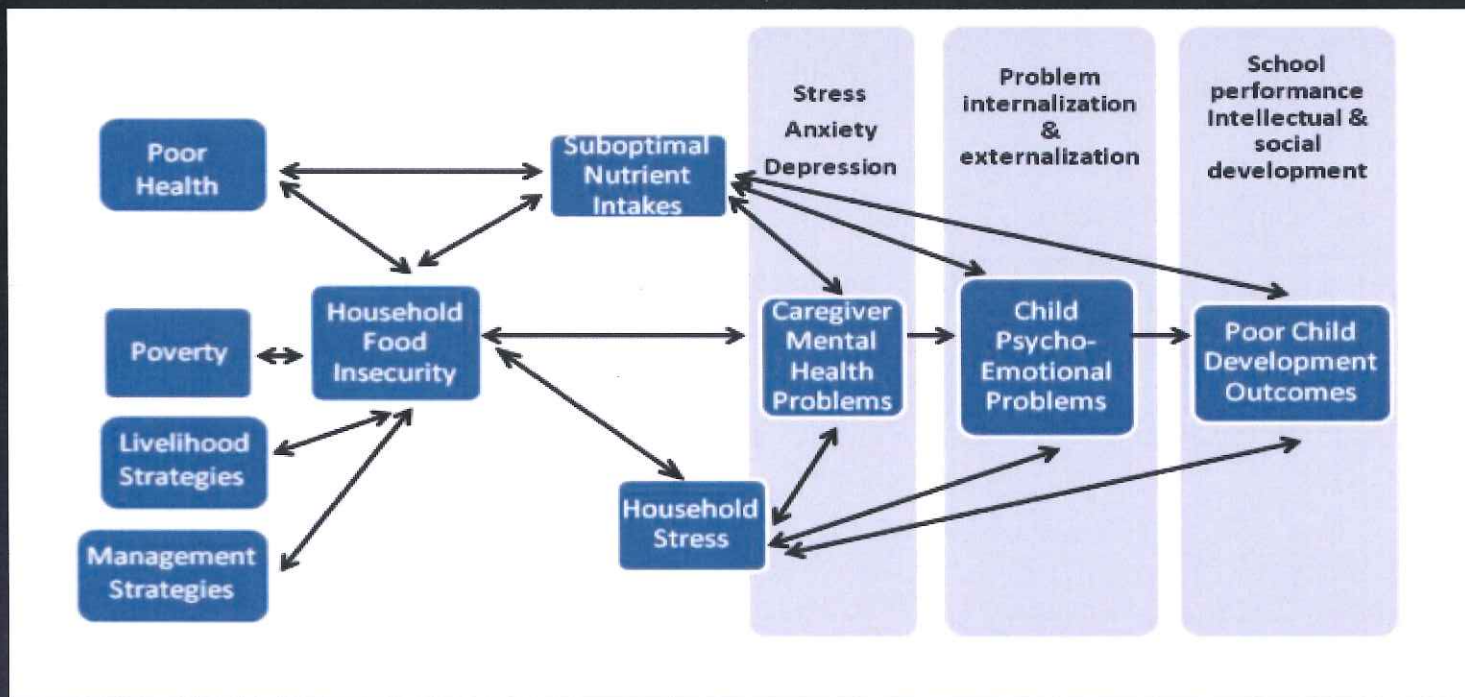 Poor
Health
Suboptimal
Nutrient
Intakes
Stress
Anxiety
Depression
Problem
internalization
&
externalization
School
performance
Intellectual &
social
development
Poverty
Household
Food
Insecurity
Caregiver
Mental
Health
Problems
Child
Psycho-
Emotional
Problems
Poor Child
Development
Outcomes
Livelihood
Strategies
Household
Stress
Management
Strategies